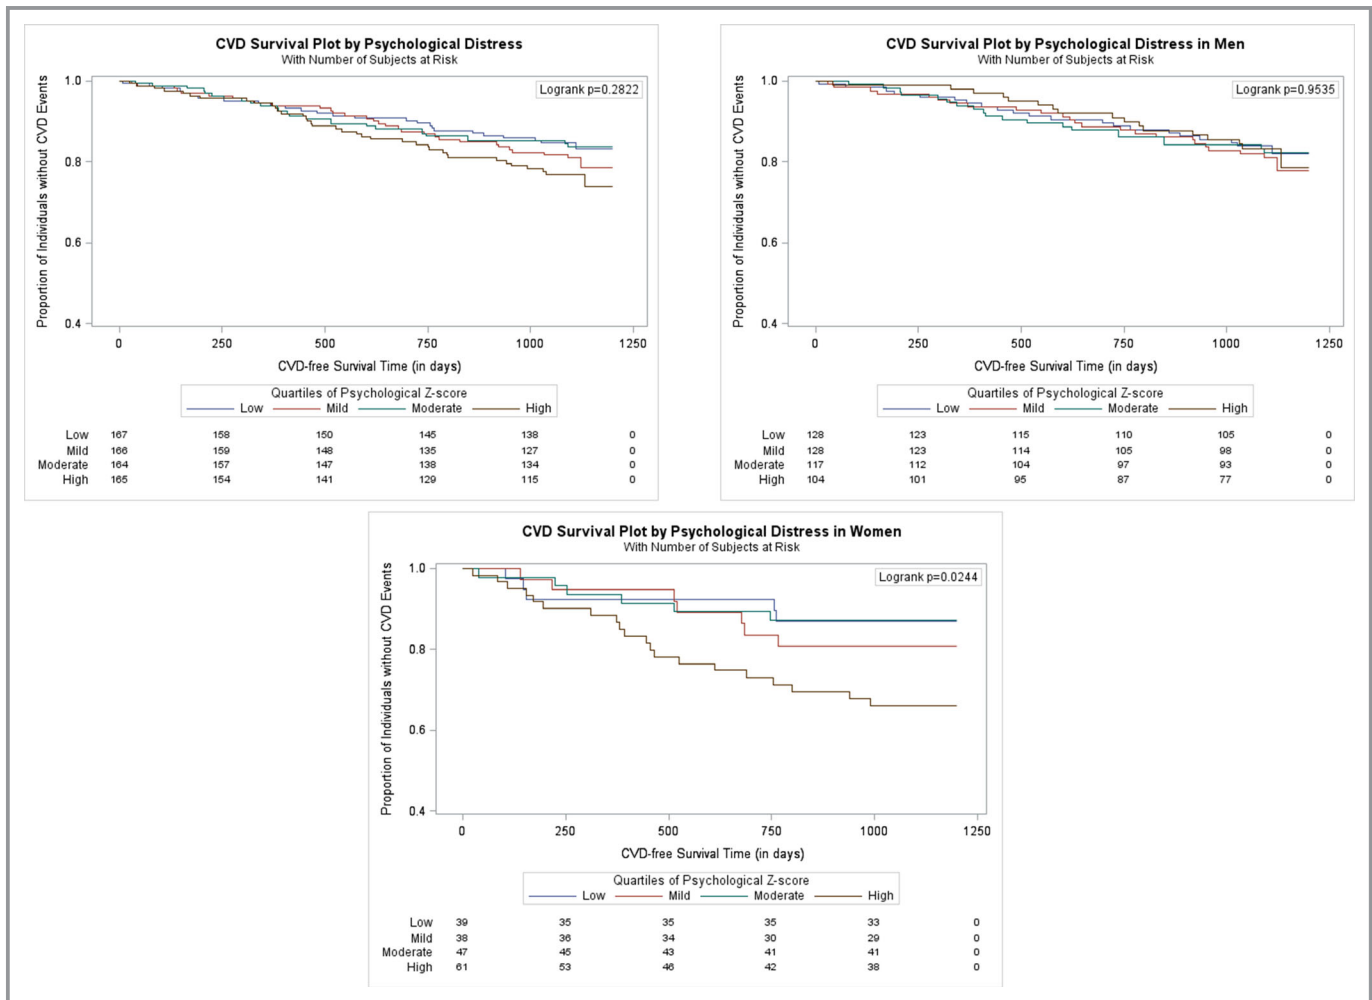 CVD Survival Plot by Psychological Distress
With Number of Subjects at Risk
Proportion of Individuals without CVD Events
1.0
0.8
0.6
0.4
Logrank p=0.2822
0 250 500 750 1000 1250
CVD-free Survival Time (in days)
Quartiles of Psychological Z-score
Low Mild Moderate High
Low 167 158 150 145 138 0
Mild 166 159 148 135 127 0
Moderate 164 157 147 138 134 0
High 165 154 141 129 115 0
CVD Survival Plot by Psychological Distress in Men
With Number of Subjects at Risk
Proportion of Individuals without CVD Events
1.0
0.8
0.6
0.4
Logrank p=0.9535
0 250 500 750 1000 1250
CVD-free Survival Time (in days)
Quartiles of Psychological Z-score
Low Mild Moderate High
Low 128 123 115 110 105 0
Mild 128 123 114 105 98 0
Moderate 117 112 104 97 93 0
High 104 101 95 87 77 0
CVD Survival Plot by Psychological Distress in Women
With Number of Subjects at Risk
Proportion of Individuals without CVD Events
1.0
0.8
0.6
0.4
Logrank p=0.0244
0 250 500 750 1000 1250
CVD-free Survival Time (in days)
Quartiles of Psychological Z-score
Low Mild Moderate High
Low 39 35 35 35 33 0
Mild 38 36 34 30 29 0
Moderate 47 45 43 41 41 0
High 61 53 46 42 38 0